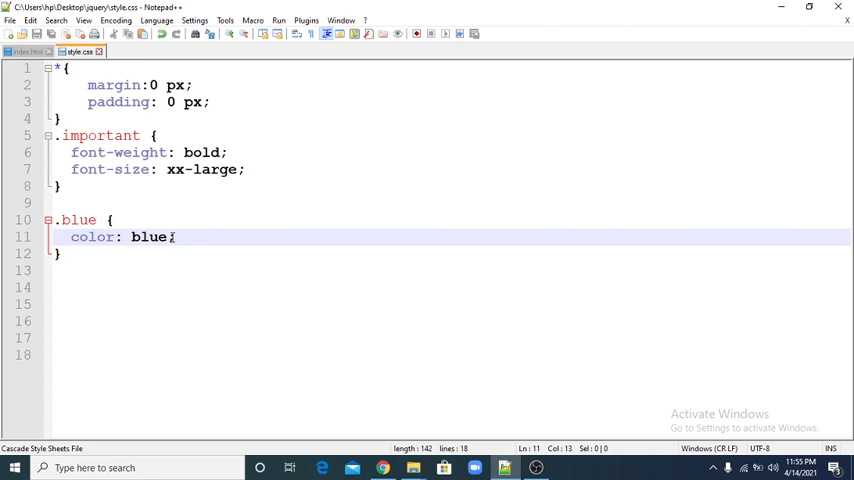 C:\Users\hp\Desktop\jquery\style.css - Notepad++
File Edit Search View Encoding Language Settings Tools Macro Run Plugins Window ? X
index.html style.css
1 *{
2 margin:0 px;
3 padding: 0 px;
4 }
5 .important {
6 font-weight: bold;
7 font-size: xx-large;
8 }
9
10 .blue {
11 color: blue;
12 }
13
14
15
16
17
18
Activate Windows
Go to Settings to activate Windows.
Cascade Style Sheets File length : 142 lines : 18 Ln : 11 Col : 13 Sel : 0 | 0 Windows (CR LF) UTF-8 INS
Type here to search
11:55 PM
4/14/2021
3